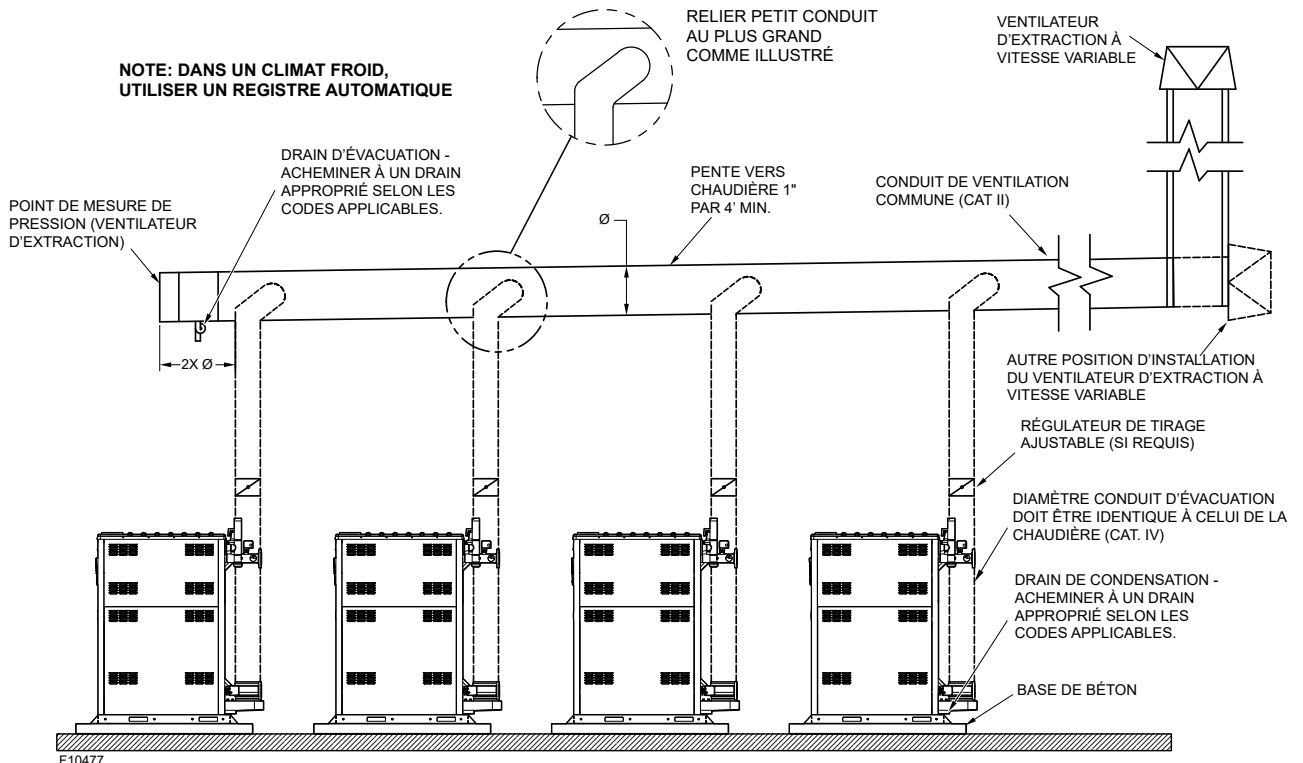 RELIER PETIT CONDUIT
AU PLUS GRAND
COMME ILLUSTRÉ
VENTILATEUR
D'EXTRACTION À
VITESSE VARIABLE
NOTE: DANS UN CLIMAT FROID,
UTILISER UN REGISTRE AUTOMATIQUE
DRAIN D'ÉVACUATION -
ACHEMINER À UN DRAIN
APPROPRIÉ SELON LES
CODES APPLICABLES.
POINT DE MESURE DE
PRESSION (VENTILATEUR
D'EXTRACTION)
PENTE VERS
CHAUDIÈRE 1"
PAR 4' MIN.
CONDUIT DE VENTILATION
COMMUNE (CAT II)
Ø
2X Ø
AUTRE POSITION D'INSTALLATION
DU VENTILATEUR D'EXTRACTION À
VITESSE VARIABLE
RÉGULATEUR DE TIRAGE
AJUSTABLE (SI REQUIS)
DIAMÈTRE CONDUIT D'ÉVACUATION
DOIT ÊTRE IDENTIQUE À CELUI DE LA
CHAUDIÈRE (CAT. IV)
DRAIN DE CONDENSATION -
ACHEMINER À UN DRAIN
APPROPRIÉ SELON LES
CODES APPLICABLES.
BASE DE BÉTON
F10477